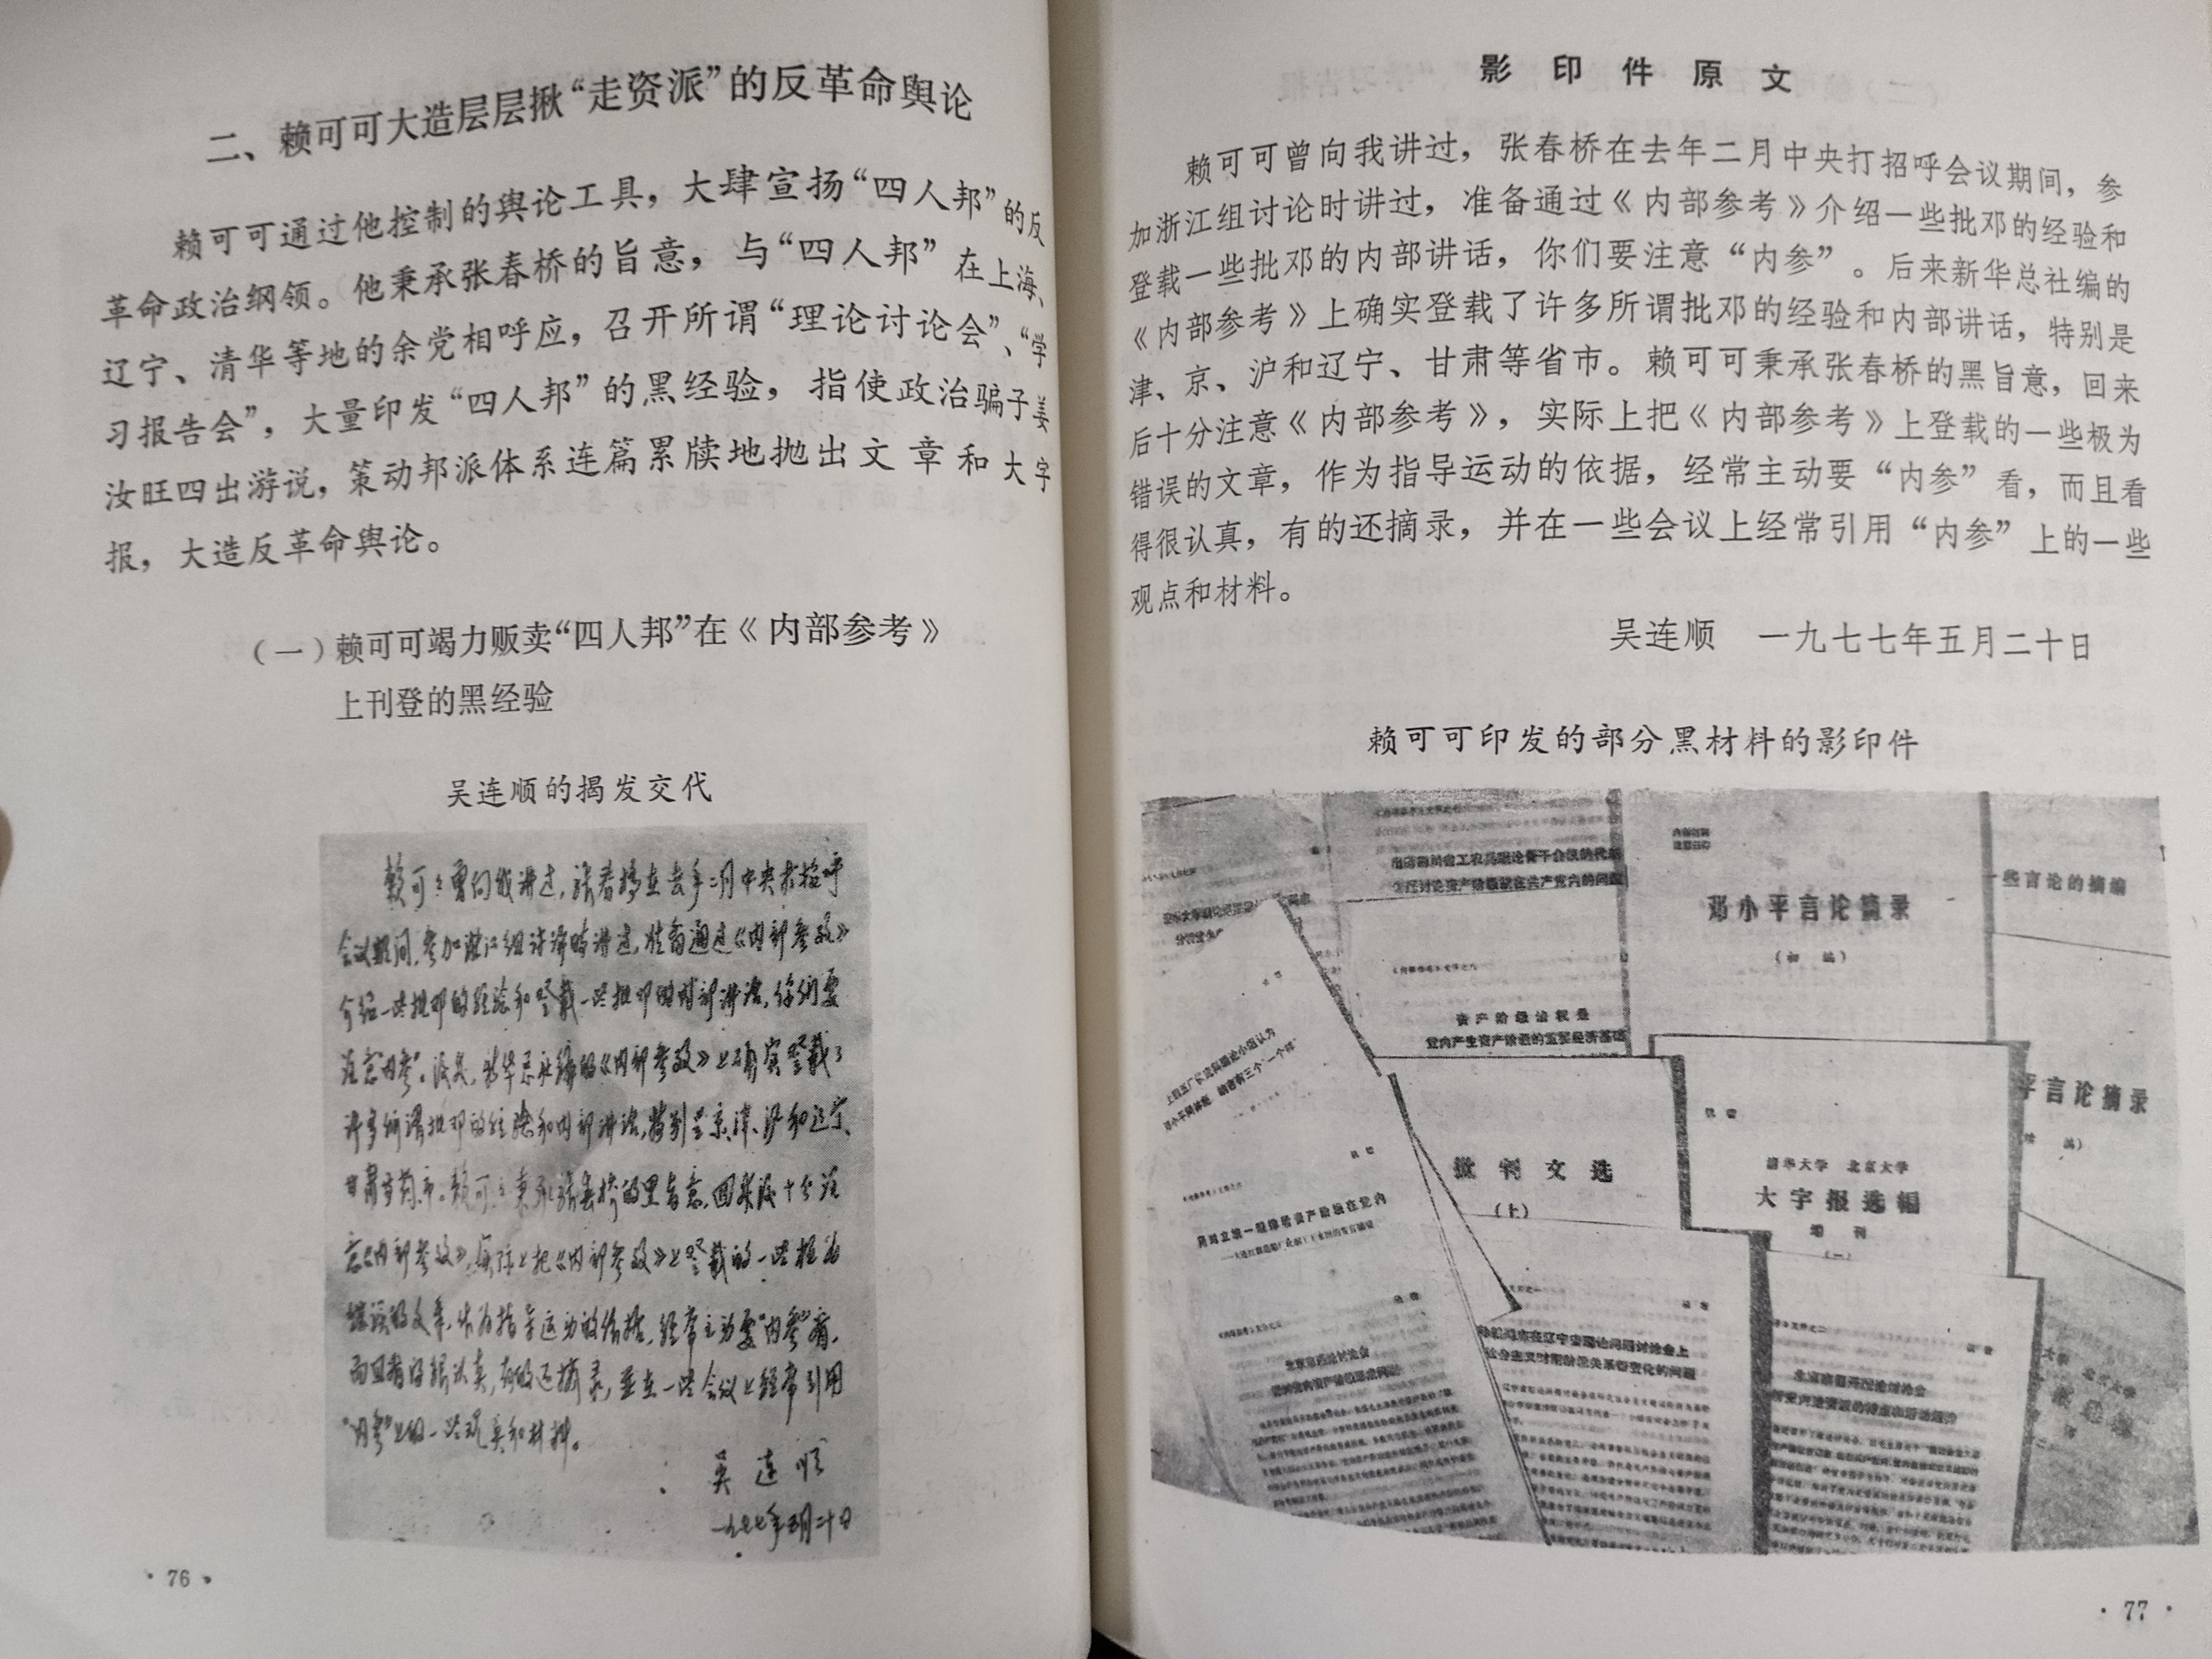 二、赖可可大造层层揪“走资派”的反革命舆论
赖可可通过他控制的舆论工具，大肆宣扬“四人邦”的反
革命政治纲领。他秉承张春桥的旨意，与“四人邦”在上海、
辽宁、清华等地的余党相呼应，召开所谓“理论讨论会”、“学
习报告会”，大量印发“四人邦”的黑经验，指使政治骗子姜
汝旺四出游说，策动邦派体系连篇累牍地抛出文章和大字
报，大造反革命舆论。
（一）赖可可竭力贩卖“四人邦”在《内部参考》
上刊登的黑经验
吴连顺的揭发交代
赖可可曾向我讲过，张春桥在去年二月中央打招呼
会议期间，参加浙江组讨论时讲过，准备通过《内部参考》
介绍一些批邓的经验和登载一些批邓的内部讲话，你们要
注意“内参”。后来，新华总社编的《内部参考》上确实登载了
许多所谓批邓的经验和内部讲话，特别是京、津、沪和辽宁、
甘肃等省、市。赖可可秉承张春桥的黑旨意，回来后十分注
意《内部参考》，实际上把《内部参考》上登载的一些极为
错误的文章，作为指导运动的依据，经常主动要“内参”看，
而且看得很认真，有的还摘录，并在一些会议上经常引用
“内参”上的一些观点和材料。
吴连顺
一九七七年五月二十日
· 76 ·
影印件原文
赖可可曾向我讲过，张春桥在去年二月中央打招呼会议期间，参
加浙江组讨论时讲过，准备通过《内部参考》介绍一些批邓的经验和
登载一些批邓的内部讲话，你们要注意“内参”。后来新华总社编的
《内部参考》上确实登载了许多所谓批邓的经验和内部讲话，特别是
津、京、沪和辽宁、甘肃等省市。赖可可秉承张春桥的黑旨意，回来
后十分注意《内部参考》，实际上把《内部参考》上登载的一些极为
错误的文章，作为指导运动的依据，经常主动要“内参”看，而且看
得很认真，有的还摘录，并在一些会议上经常引用“内参”上的一些
观点和材料。
吴连顺 一九七七年五月二十日
赖可可印发的部分黑材料的影印件
邓小平言论摘录
（初编）
一些言论的摘编
资产阶级法权是
党内产生资产阶级的重要经济基础
平言论摘录
批判文选
（上）
清华大学 北京大学
大字报选编
增刊
（一）
北京市召开理论讨论会
· 77 ·